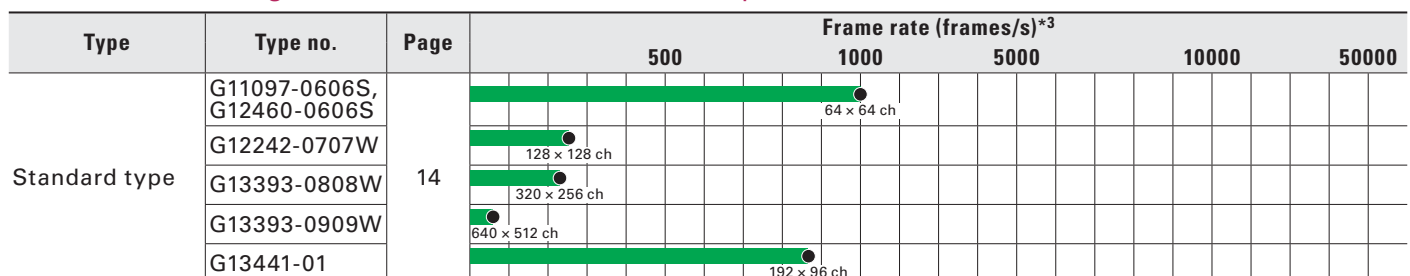 Type Type no. Page Frame rate (frames/s)*3
500 1000 5000 10000 50000
Standard type
G11097-0606S,
G12460-0606S
64 × 64 ch
G12242-0707W
128 × 128 ch
14
G13393-0808W
320 × 256 ch
G13393-0909W
640 × 512 ch
G13441-01
192 × 96 ch